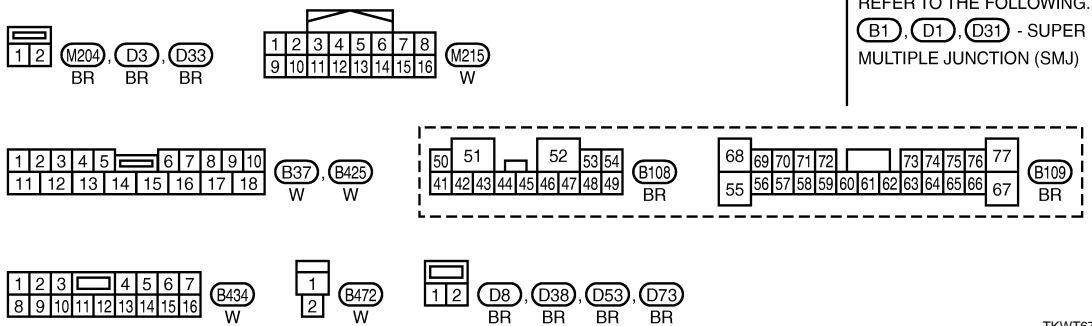 REFER TO THE FOLLOWING.
1 2 M204 , D3 , D33
BR BR BR
1 2 3 4 5 6 7 8
9 10 11 12 13 14 15 16
M215
W
B1 , D1 , D31 - SUPER
MULTIPLE JUNCTION (SMJ)
1 2 3 4 5 6 7 8 9 10
11 12 13 14 15 16 17 18
B37 , B425
W W
50 51 52 53 54
41 42 43 44 45 46 47 48 49
B108
BR
68 69 70 71 72 73 74 75 76 77
55 56 57 58 59 60 61 62 63 64 65 66 67
B109
BR
1 2 3 4 5 6 7
8 9 10 11 12 13 14 15 16
B434
W
1
2
B472
W
1 2 D8 , D38 , D53 , D73
BR BR BR BR